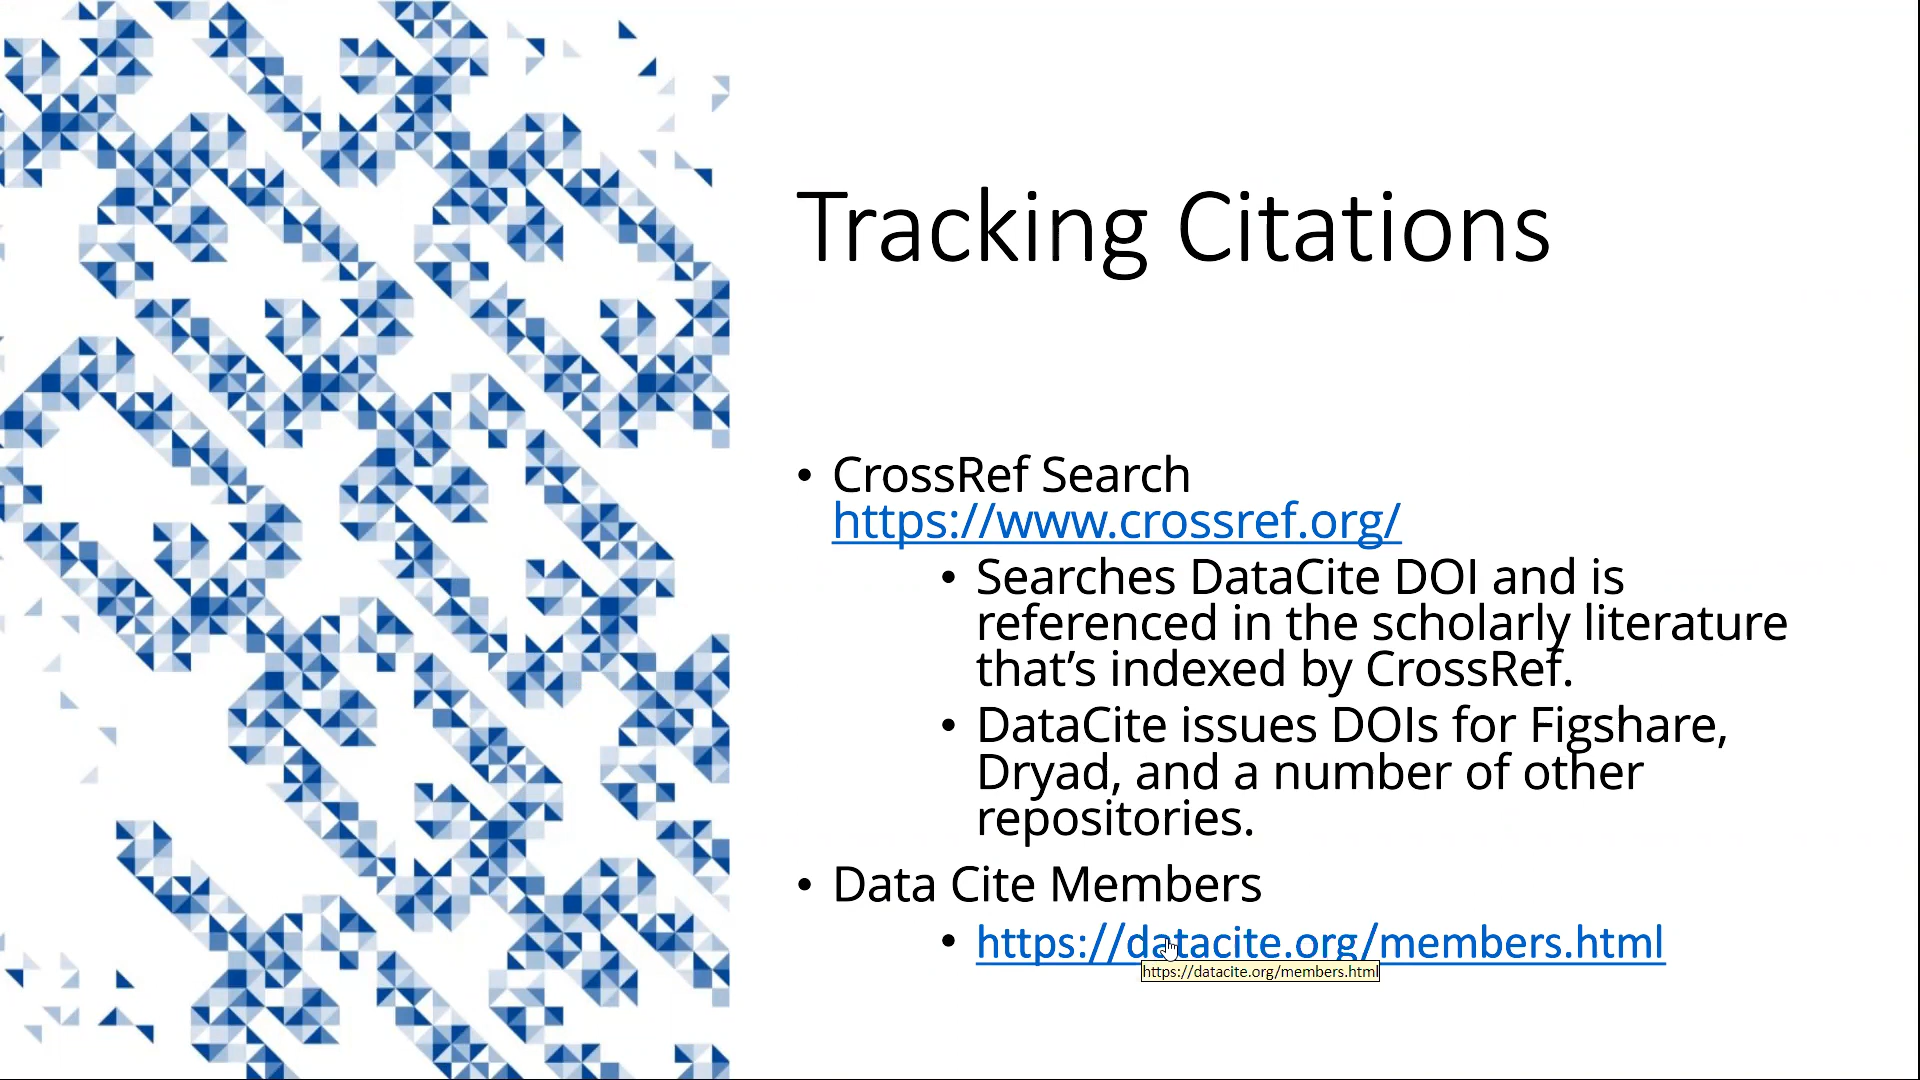 Tracking Citations
• CrossRef Search
https://www.crossref.org/
• Searches DataCite DOI and is
referenced in the scholarly literature
that’s indexed by CrossRef.
• DataCite issues DOIs for Figshare,
Dryad, and a number of other
repositories.
• Data Cite Members
• https://datacite.org/members.html
https://datacite.org/members.html